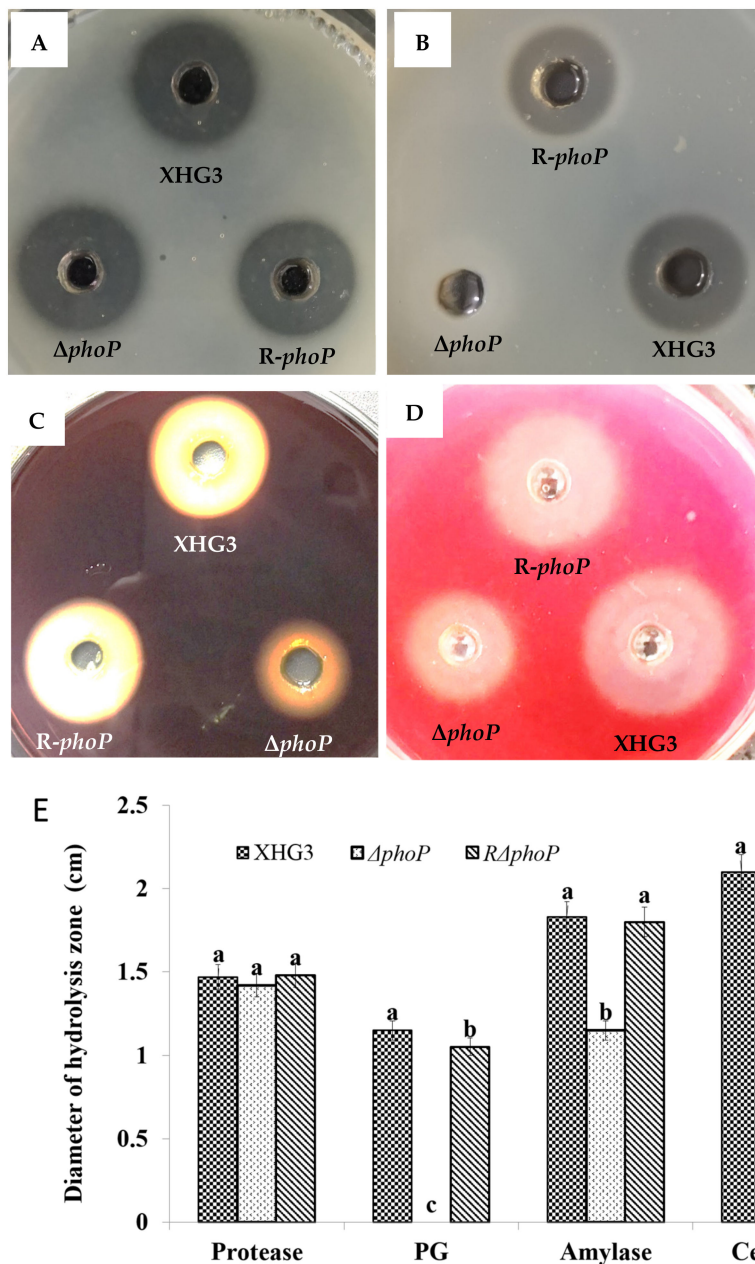 A
XHG3
ΔphoP
R-phoP
B
R-phoP
ΔphoP
XHG3
C
XHG3
R-phoP
ΔphoP
D
R-phoP
ΔphoP
XHG3
E
Diameter of hydrolysis zone (cm)
2.5
2
1.5
1
0.5
0
XHG3 ΔphoP RΔphoP
a a a
a c b
a b a
a
Protease PG Amylase Ce